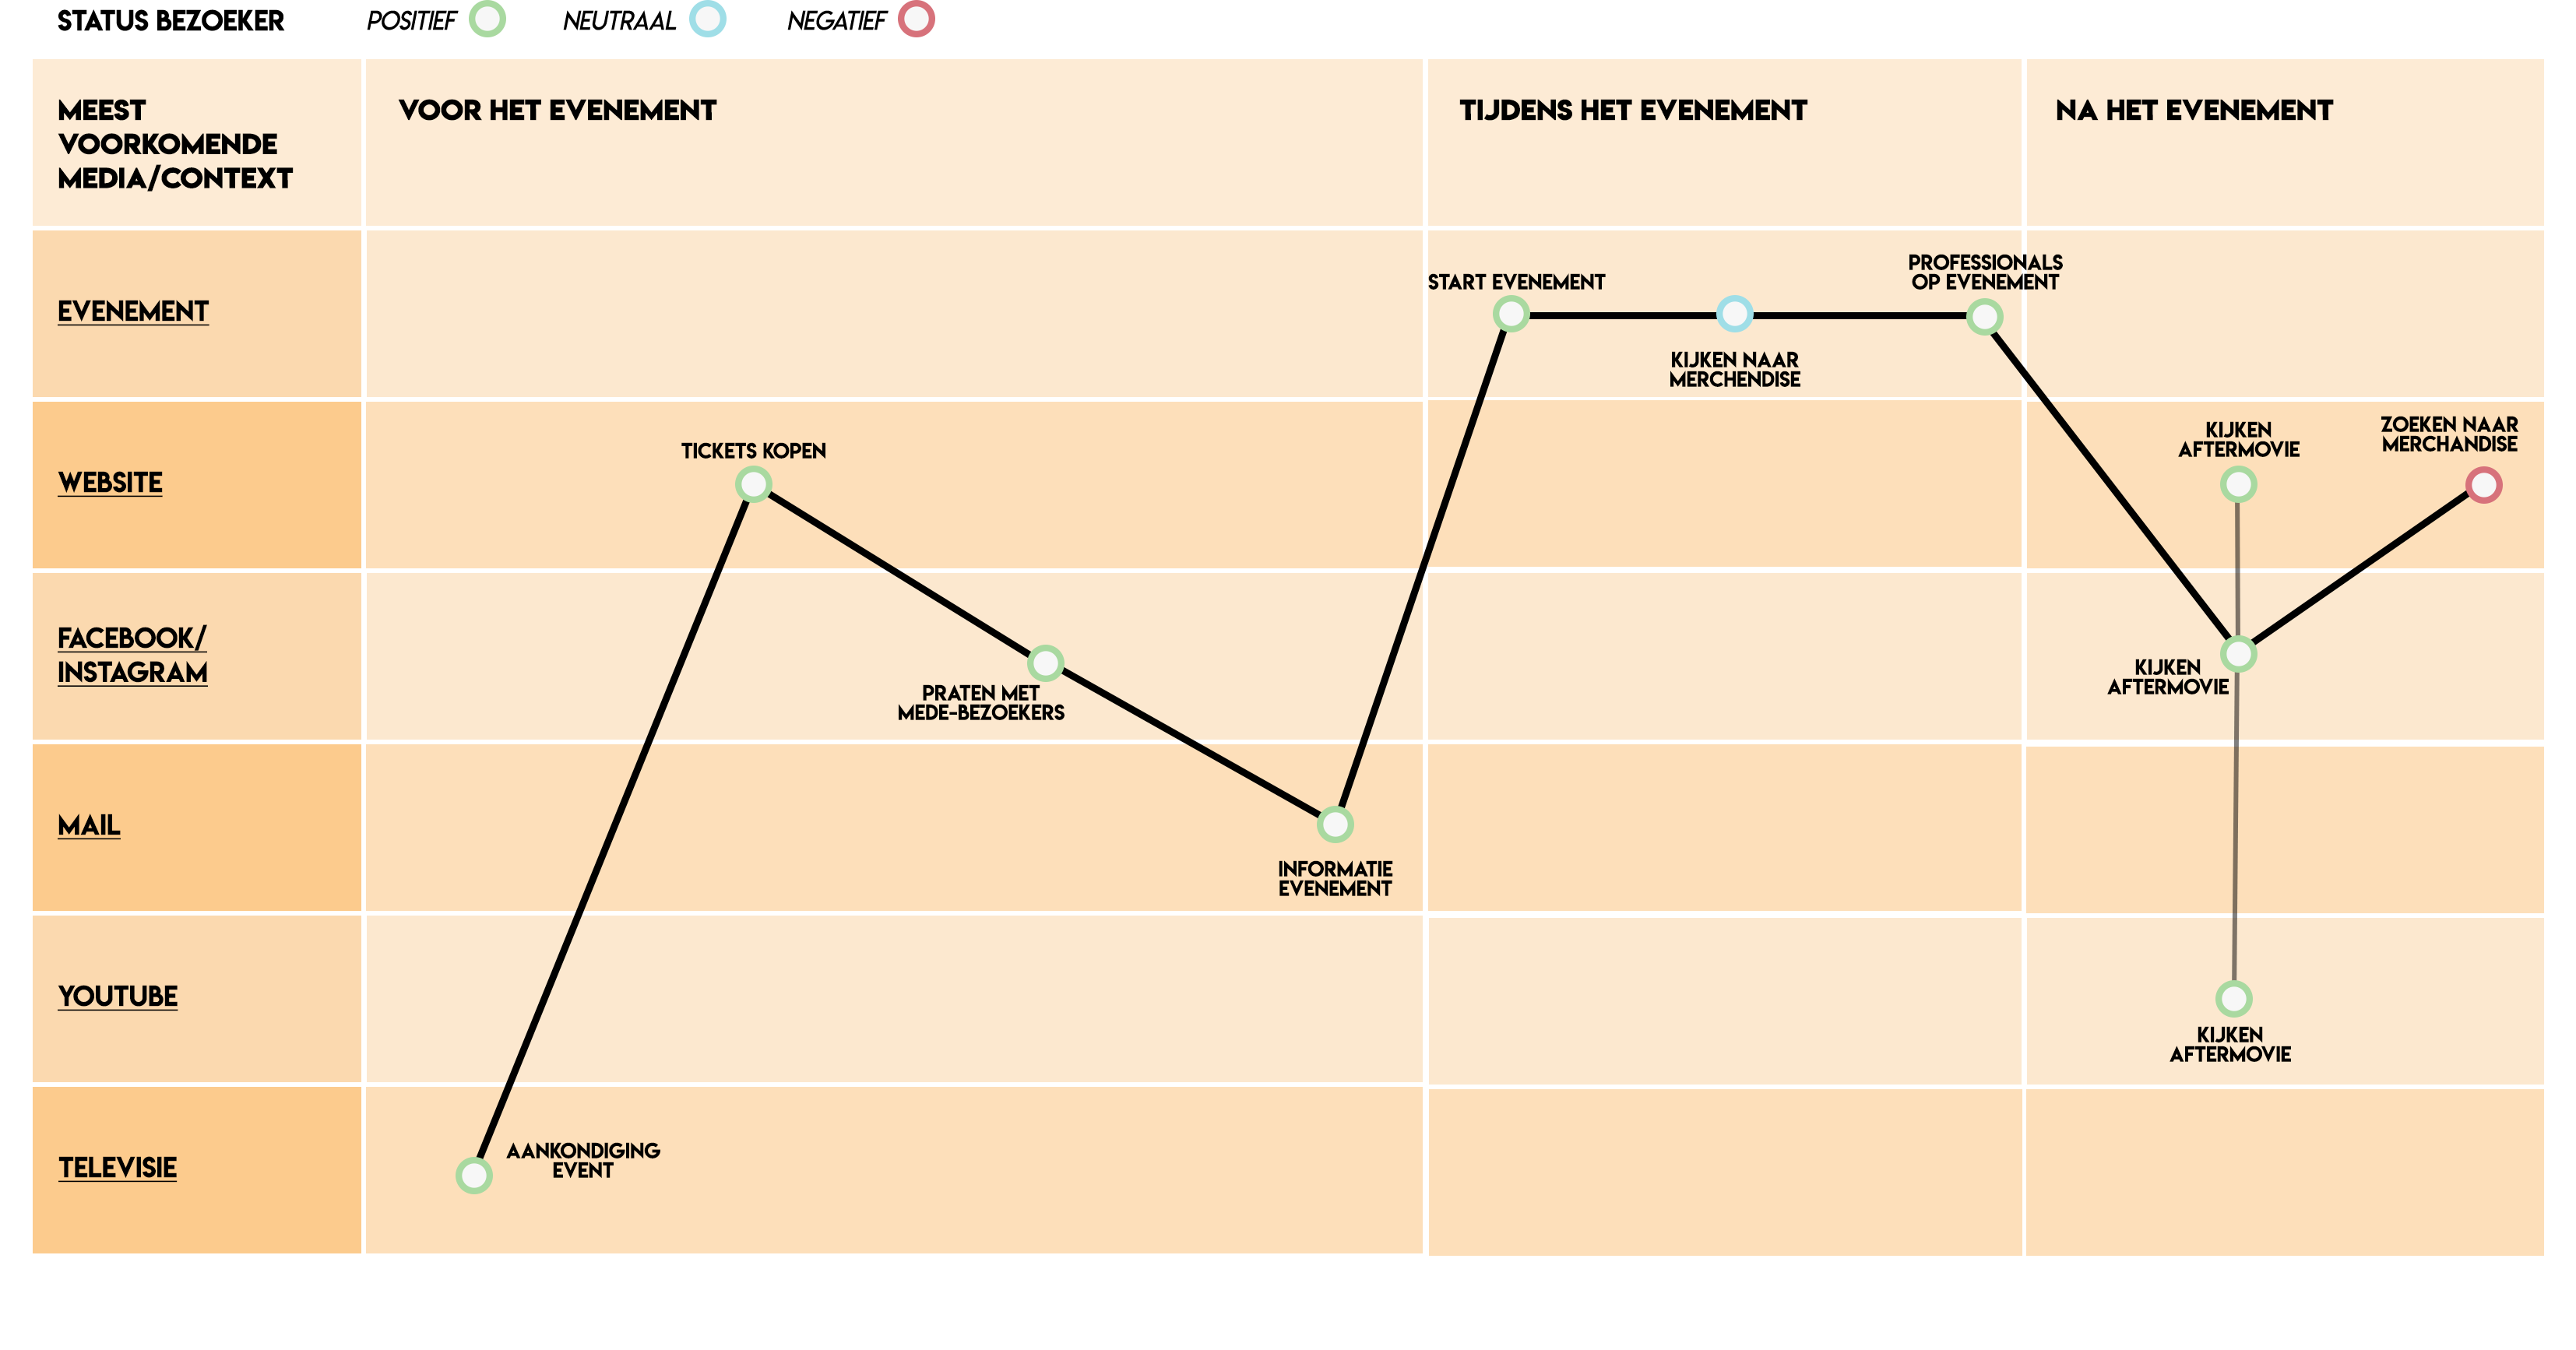 STATUS BEZOEKER
POSITIEF
NEUTRAAL
NEGATIEF
MEEST
VOORKOMENDE
MEDIA/CONTEXT
VOOR HET EVENEMENT
TIJDENS HET EVENEMENT
NA HET EVENEMENT
EVENEMENT
START EVENEMENT
KIJKEN NAAR
MERCHENDISE
PROFESSIONALS
OP EVENEMENT
WEBSITE
TICKETS KOPEN
KIJKEN
AFTERMOVIE
ZOEKEN NAAR
MERCHANDISE
FACEBOOK/
INSTAGRAM
PRATEN MET
MEDE-BEZOEKERS
KIJKEN
AFTERMOVIE
MAIL
INFORMATIE
EVENEMENT
YOUTUBE
KIJKEN
AFTERMOVIE
TELEVISIE
AANKONDIGING
EVENT